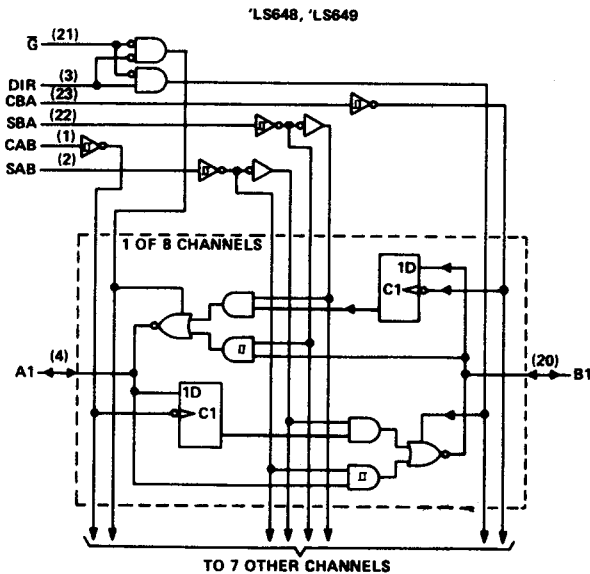 'LS648, 'LS649
G̅ (21)
DIR (3)
CBA (23)
SBA (22)
CAB (1)
SAB (2)
1 OF 8 CHANNELS
1D
C1
A1 (4)
(20) B1
1D
C1
TO 7 OTHER CHANNELS